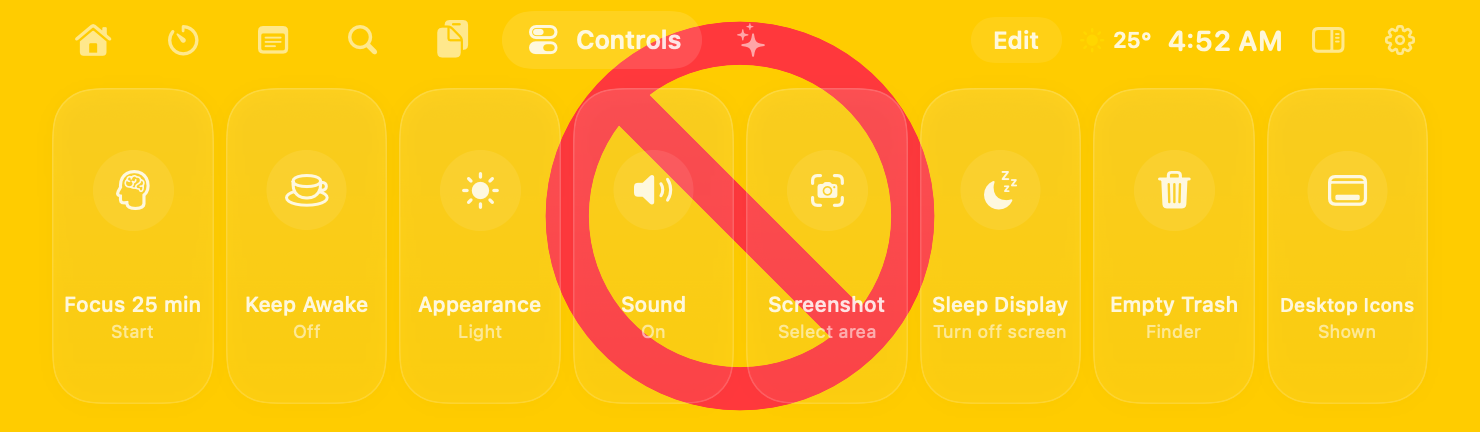 Controls
Edit
25°
4:52 AM
Focus 25 min
Start
Keep Awake
Off
Appearance
Light
Sound
On
Screenshot
Select area
Sleep Display
Turn off screen
Empty Trash
Finder
Desktop Icons
Shown